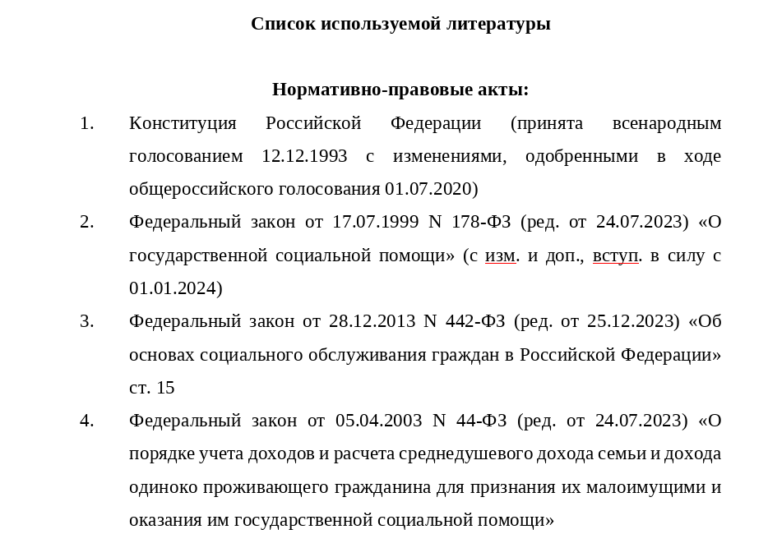 Список используемой литературы
Нормативно-правовые акты:
1. Конституция Российской Федерации (принята всенародным
голосованием 12.12.1993 с изменениями, одобренными в ходе
общероссийского голосования 01.07.2020)
2. Федеральный закон от 17.07.1999 N 178-ФЗ (ред. от 24.07.2023) «О
государственной социальной помощи» (с изм. и доп., вступ. в силу с
01.01.2024)
3. Федеральный закон от 28.12.2013 N 442-ФЗ (ред. от 25.12.2023) «Об
основах социального обслуживания граждан в Российской Федерации»
ст. 15
4. Федеральный закон от 05.04.2003 N 44-ФЗ (ред. от 24.07.2023) «О
порядке учета доходов и расчета среднедушевого дохода семьи и дохода
одиноко проживающего гражданина для признания их малоимущими и
оказания им государственной социальной помощи»